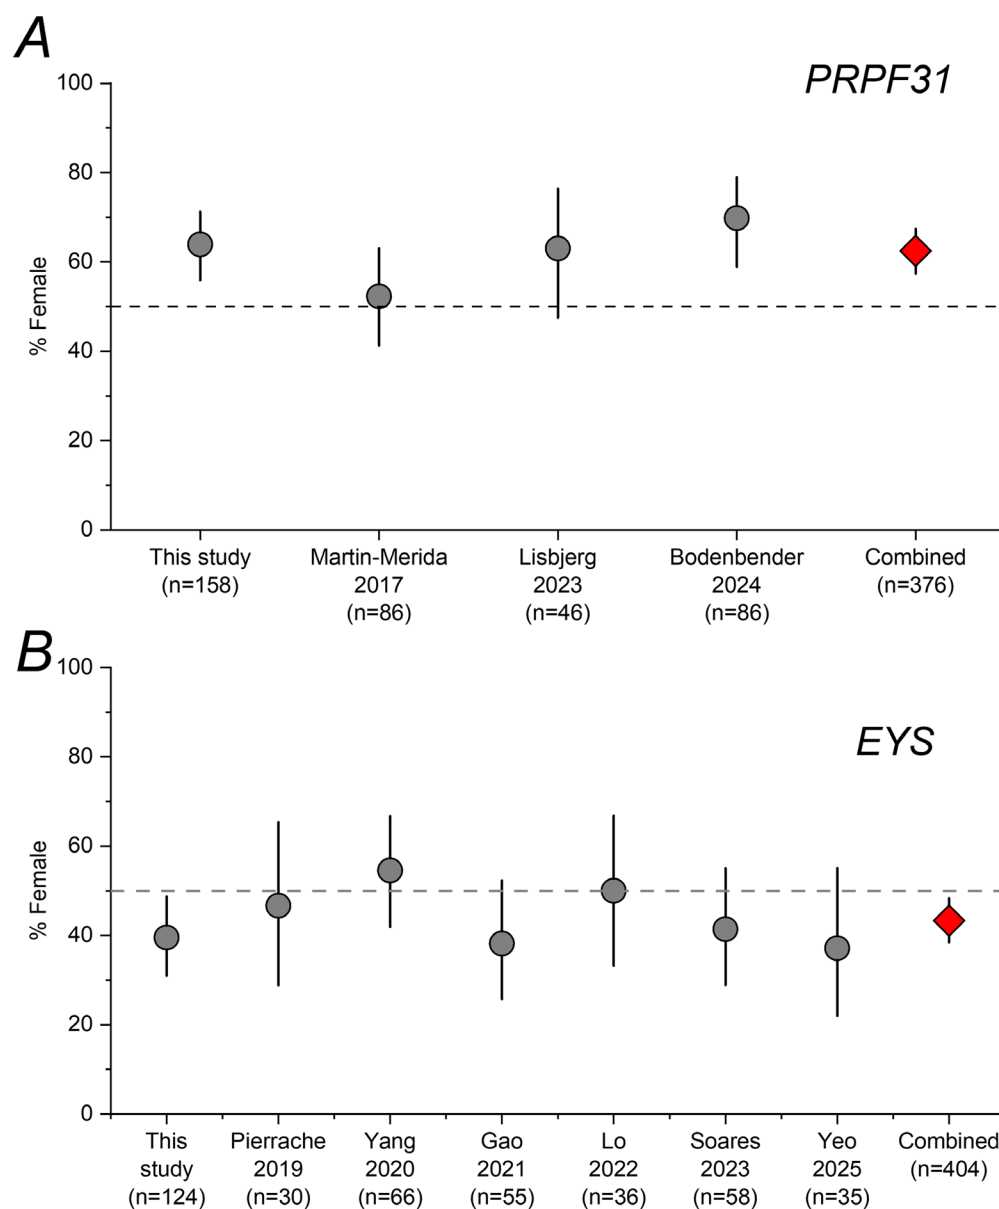 A
PRPF31
100
80
60
40
20
0
% Female
This study
(n=158)
Martin-Merida
2017
(n=86)
Lisbjerg
2023
(n=46)
Bodenbender
2024
(n=86)
Combined
(n=376)
B
EYS
100
80
60
40
20
0
% Female
This
study
(n=124)
Pierrache
2019
(n=30)
Yang
2020
(n=66)
Gao
2021
(n=55)
Lo
2022
(n=36)
Soares
2023
(n=58)
Yeo
2025
(n=35)
Combined
(n=404)